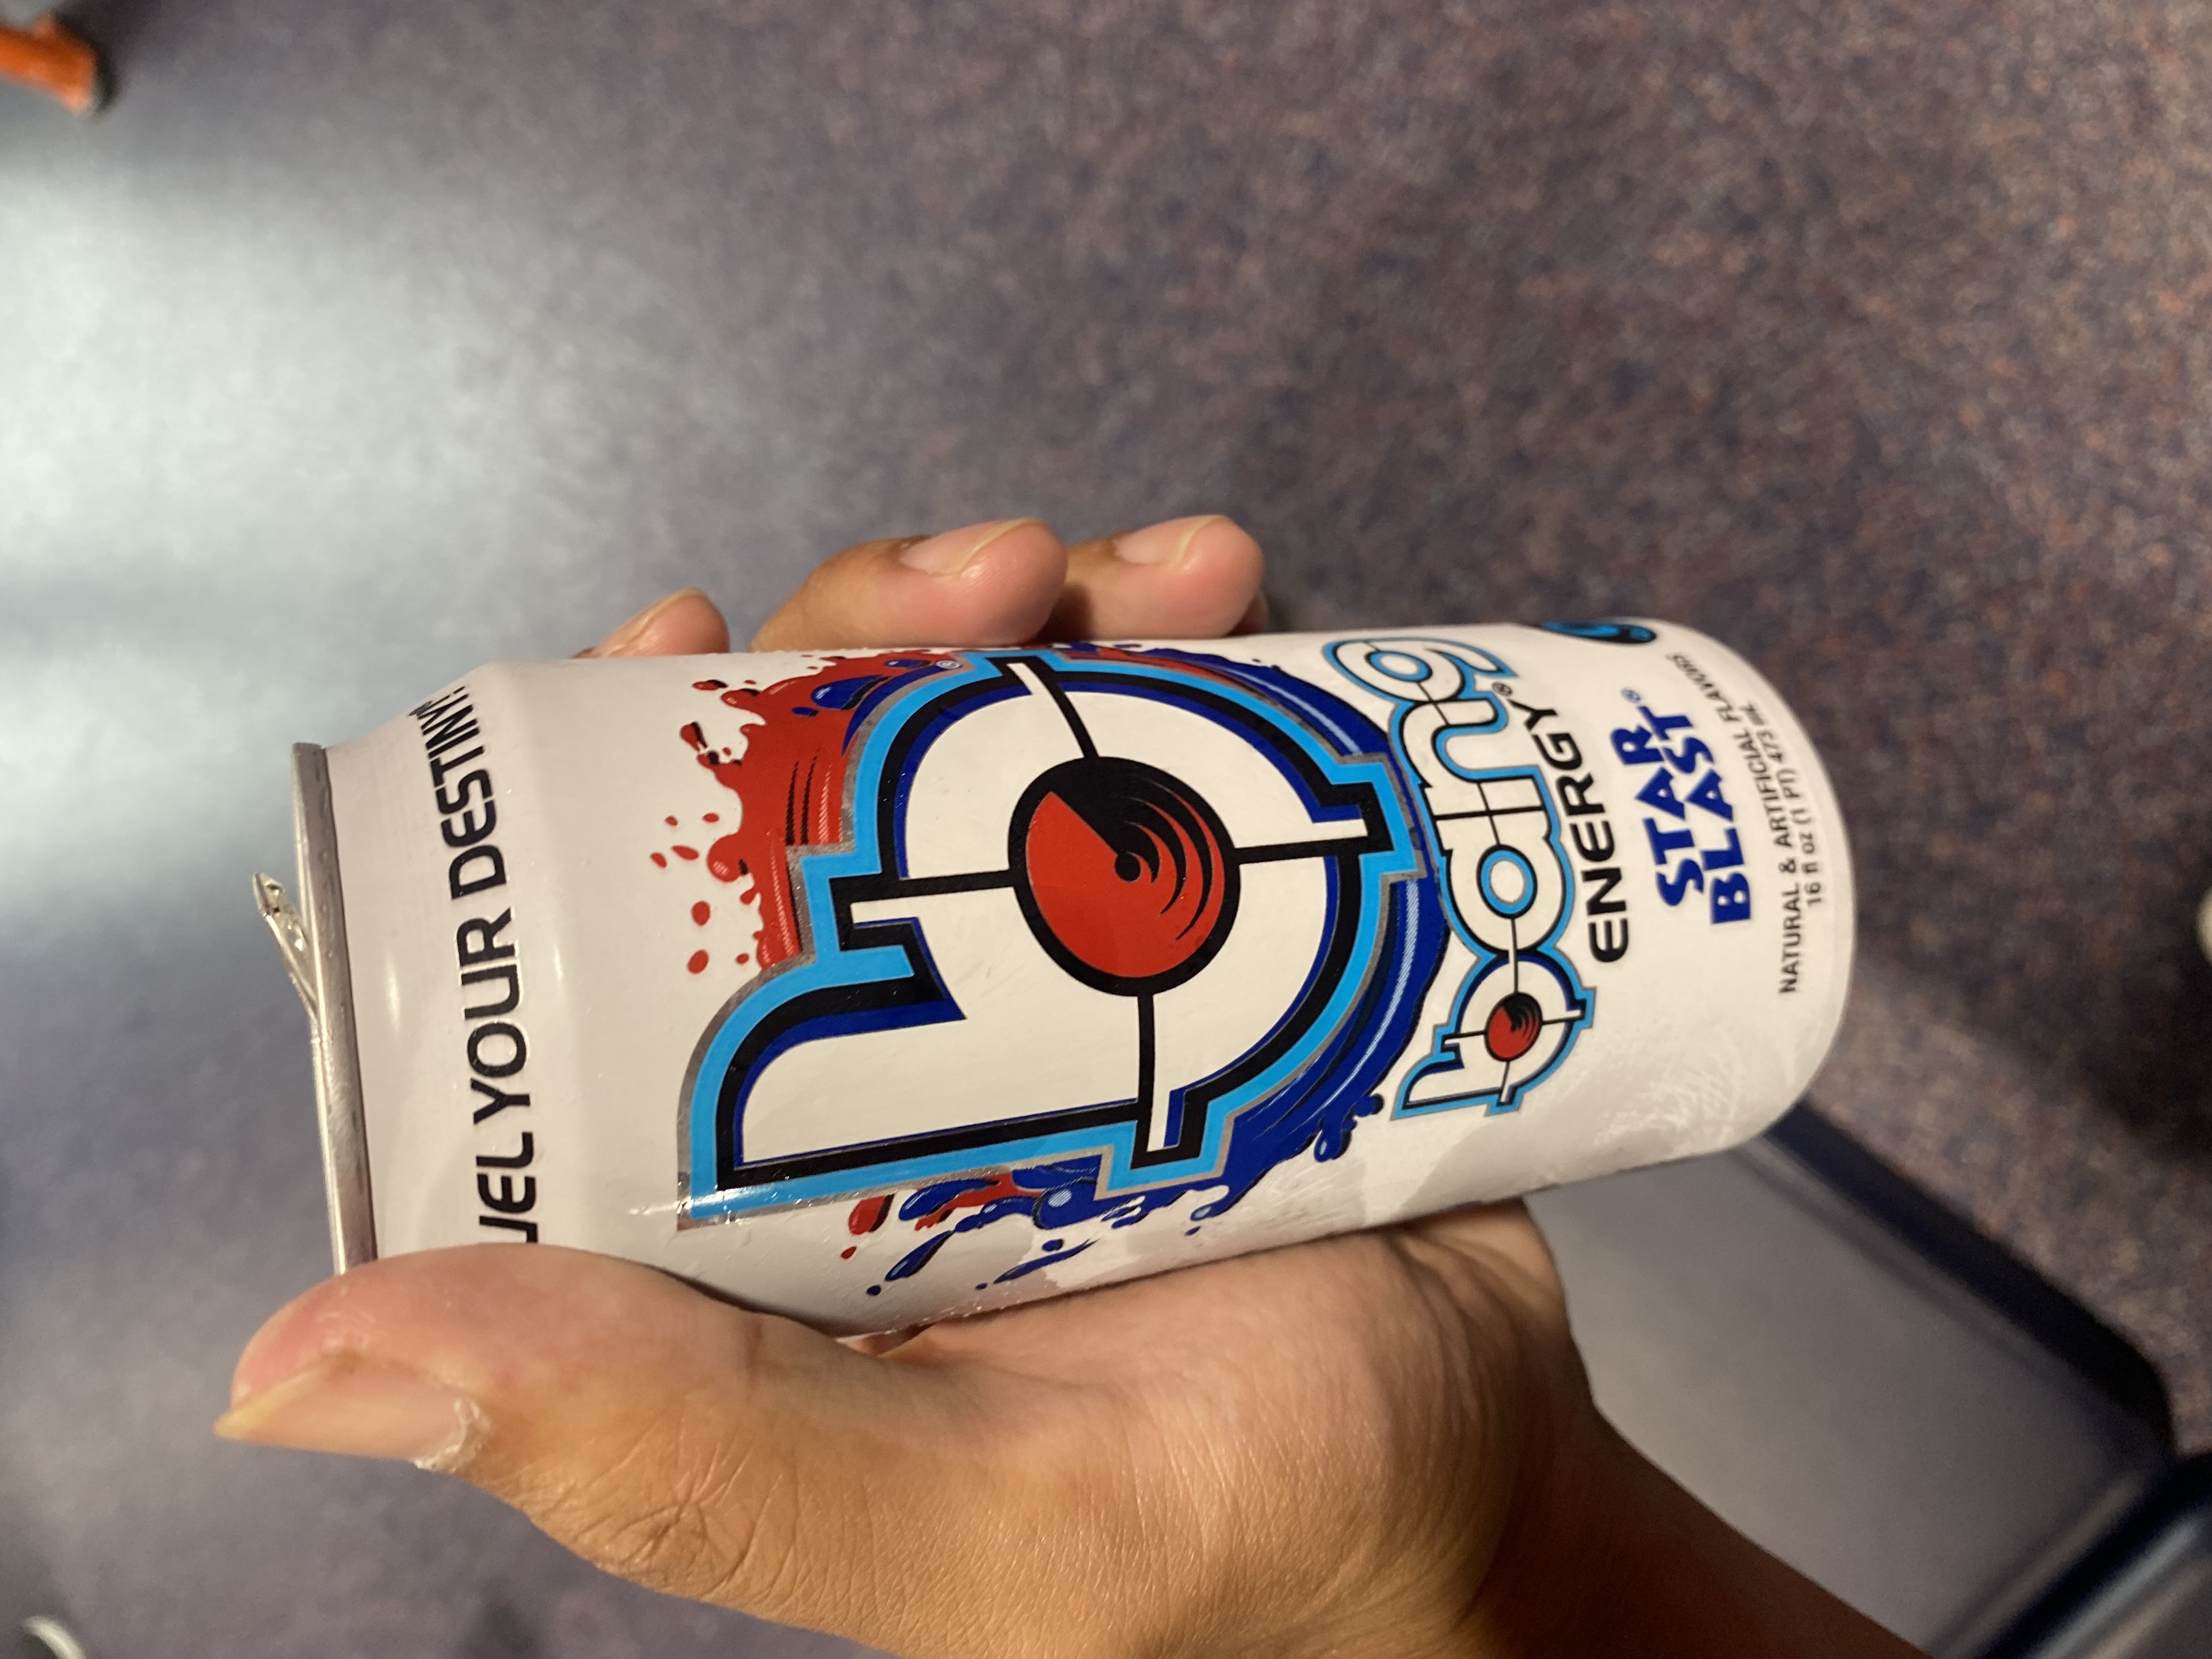 UEL YOUR DESTINY!
b
bang®
ENERGY®
STAR
BLAST®
NATURAL & ARTIFICIAL FLAVORS
16 fl oz (1 PT) 473 mL